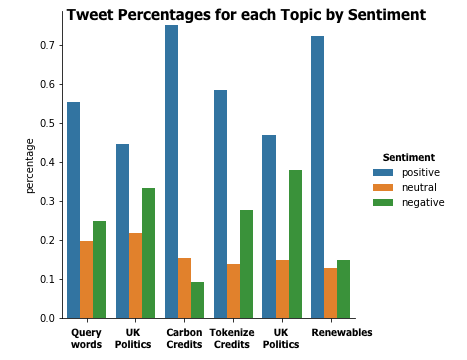 Tweet Percentages for each Topic by Sentiment
0.7
0.6
0.5
0.4
0.3
0.2
0.1
0.0
percentage
Sentiment
positive
neutral
negative
Query
words
UK
Politics
Carbon
Credits
Tokenize
Credits
UK
Politics
Renewables